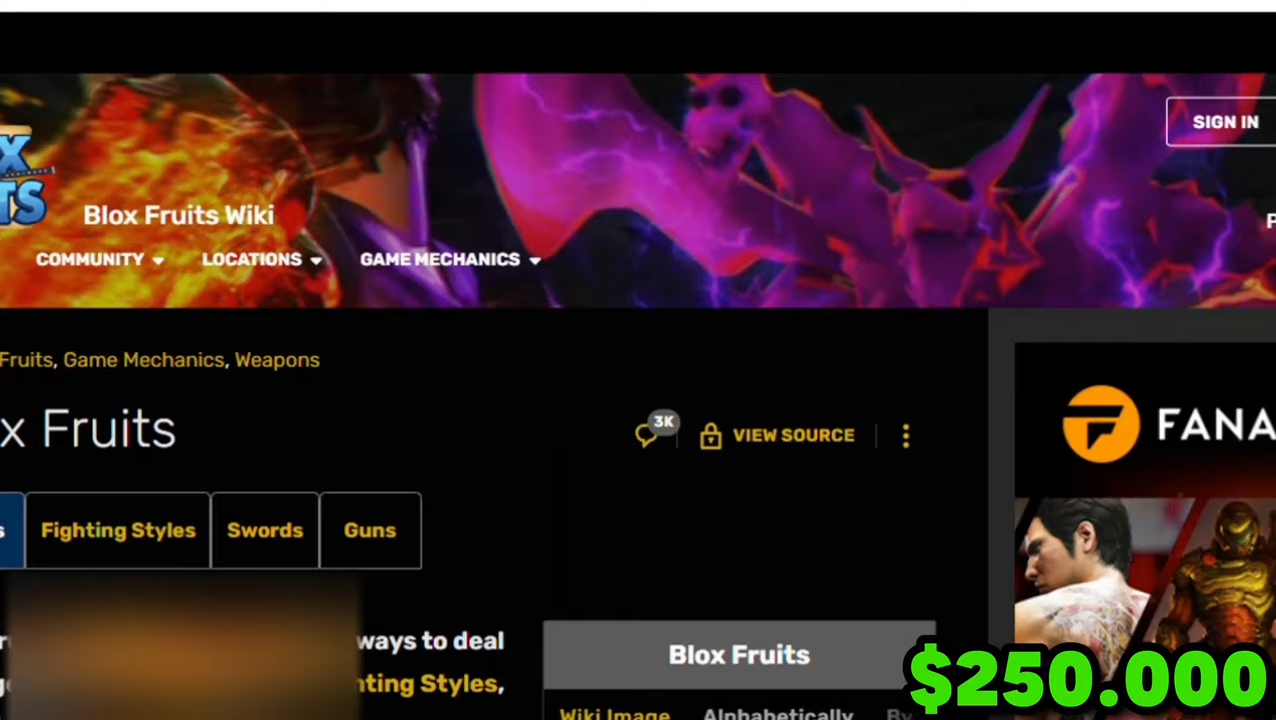 SIGN IN
Blox Fruits Wiki
COMMUNITY LOCATIONS GAME MECHANICS
Fruits, Game Mechanics, Weapons
x Fruits
3K
VIEW SOURCE
FANA
Fighting Styles Swords Guns
ways to deal
nting Styles,
Blox Fruits
Wiki Image Alphabetically By
$250.000